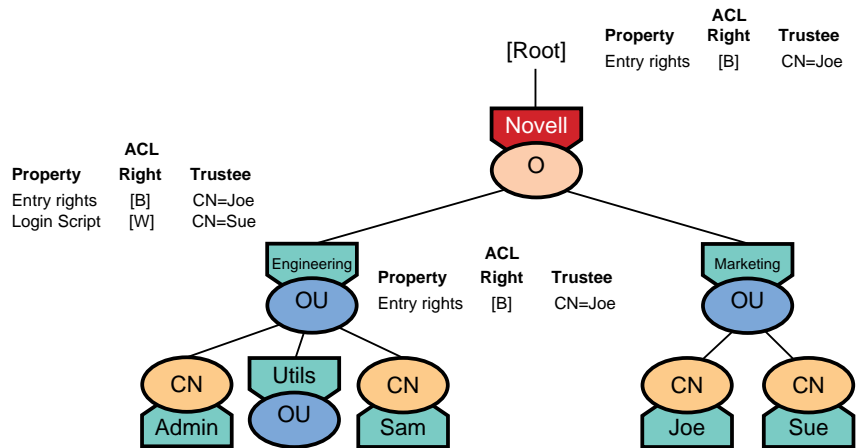 ACL
Property Right Trustee
Entry rights [B] CN=Joe
[Root]
Novell
O
ACL
Property Right Trustee
Entry rights [B] CN=Joe
Login Script [W] CN=Sue
Engineering
OU
ACL
Property Right Trustee
Entry rights [B] CN=Joe
Marketing
OU
CN
Admin
Utils
OU
CN
Sam
CN
Joe
CN
Sue